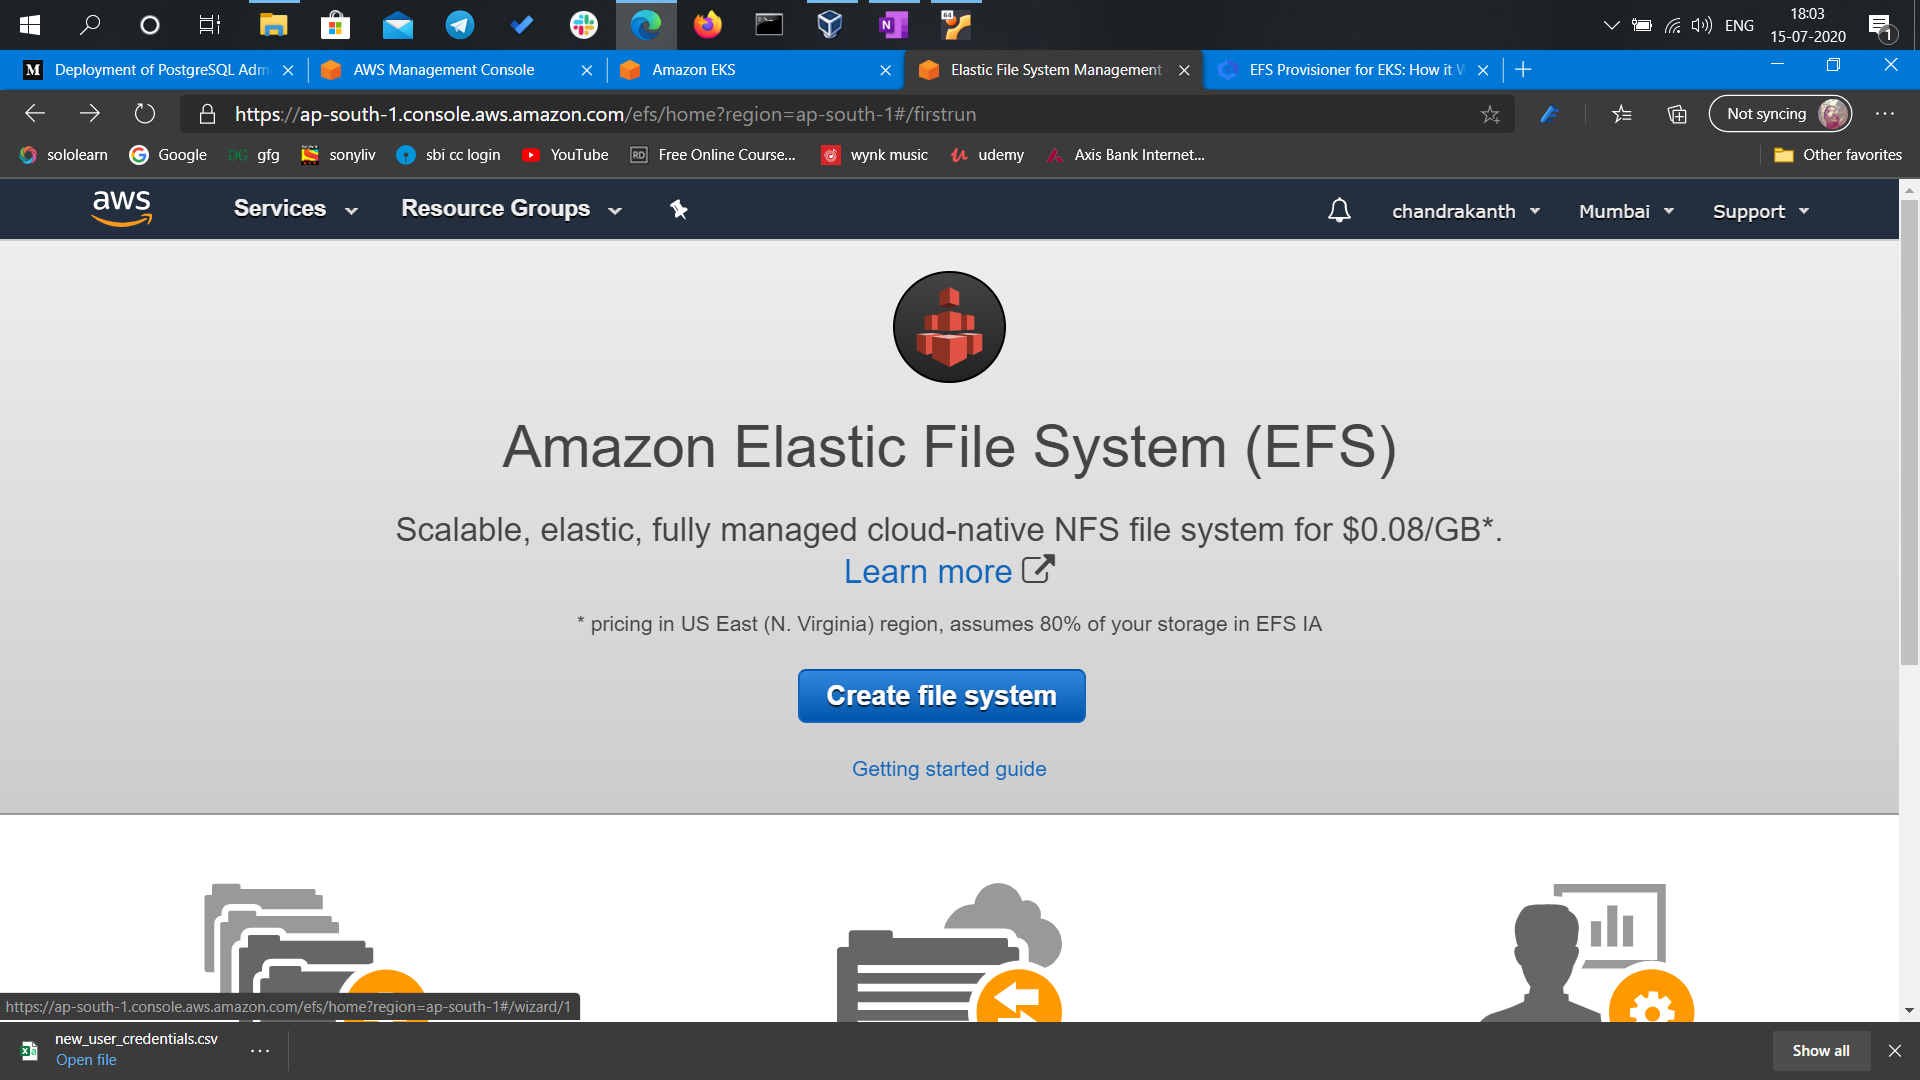 64
ENG
18:03
15-07-2020
1
M Deployment of PostgreSQL Adm
AWS Management Console
Amazon EKS
Elastic File System Management
EFS Provisioner for EKS: How it W
https://ap-south-1.console.aws.amazon.com/efs/home?region=ap-south-1#/firstrun
Not syncing
sololearn
Google
GG gfg
sonyliv
sbi cc login
YouTube
RD Free Online Course...
wynk music
udemy
Axis Bank Internet...
Other favorites
aws
Services
Resource Groups
chandrakanth
Mumbai
Support
Amazon Elastic File System (EFS)
Scalable, elastic, fully managed cloud-native NFS file system for $0.08/GB*.
Learn more
* pricing in US East (N. Virginia) region, assumes 80% of your storage in EFS IA
Create file system
Getting started guide
https://ap-south-1.console.aws.amazon.com/efs/home?region=ap-south-1#/wizard/1
new_user_credentials.csv
Open file
Show all